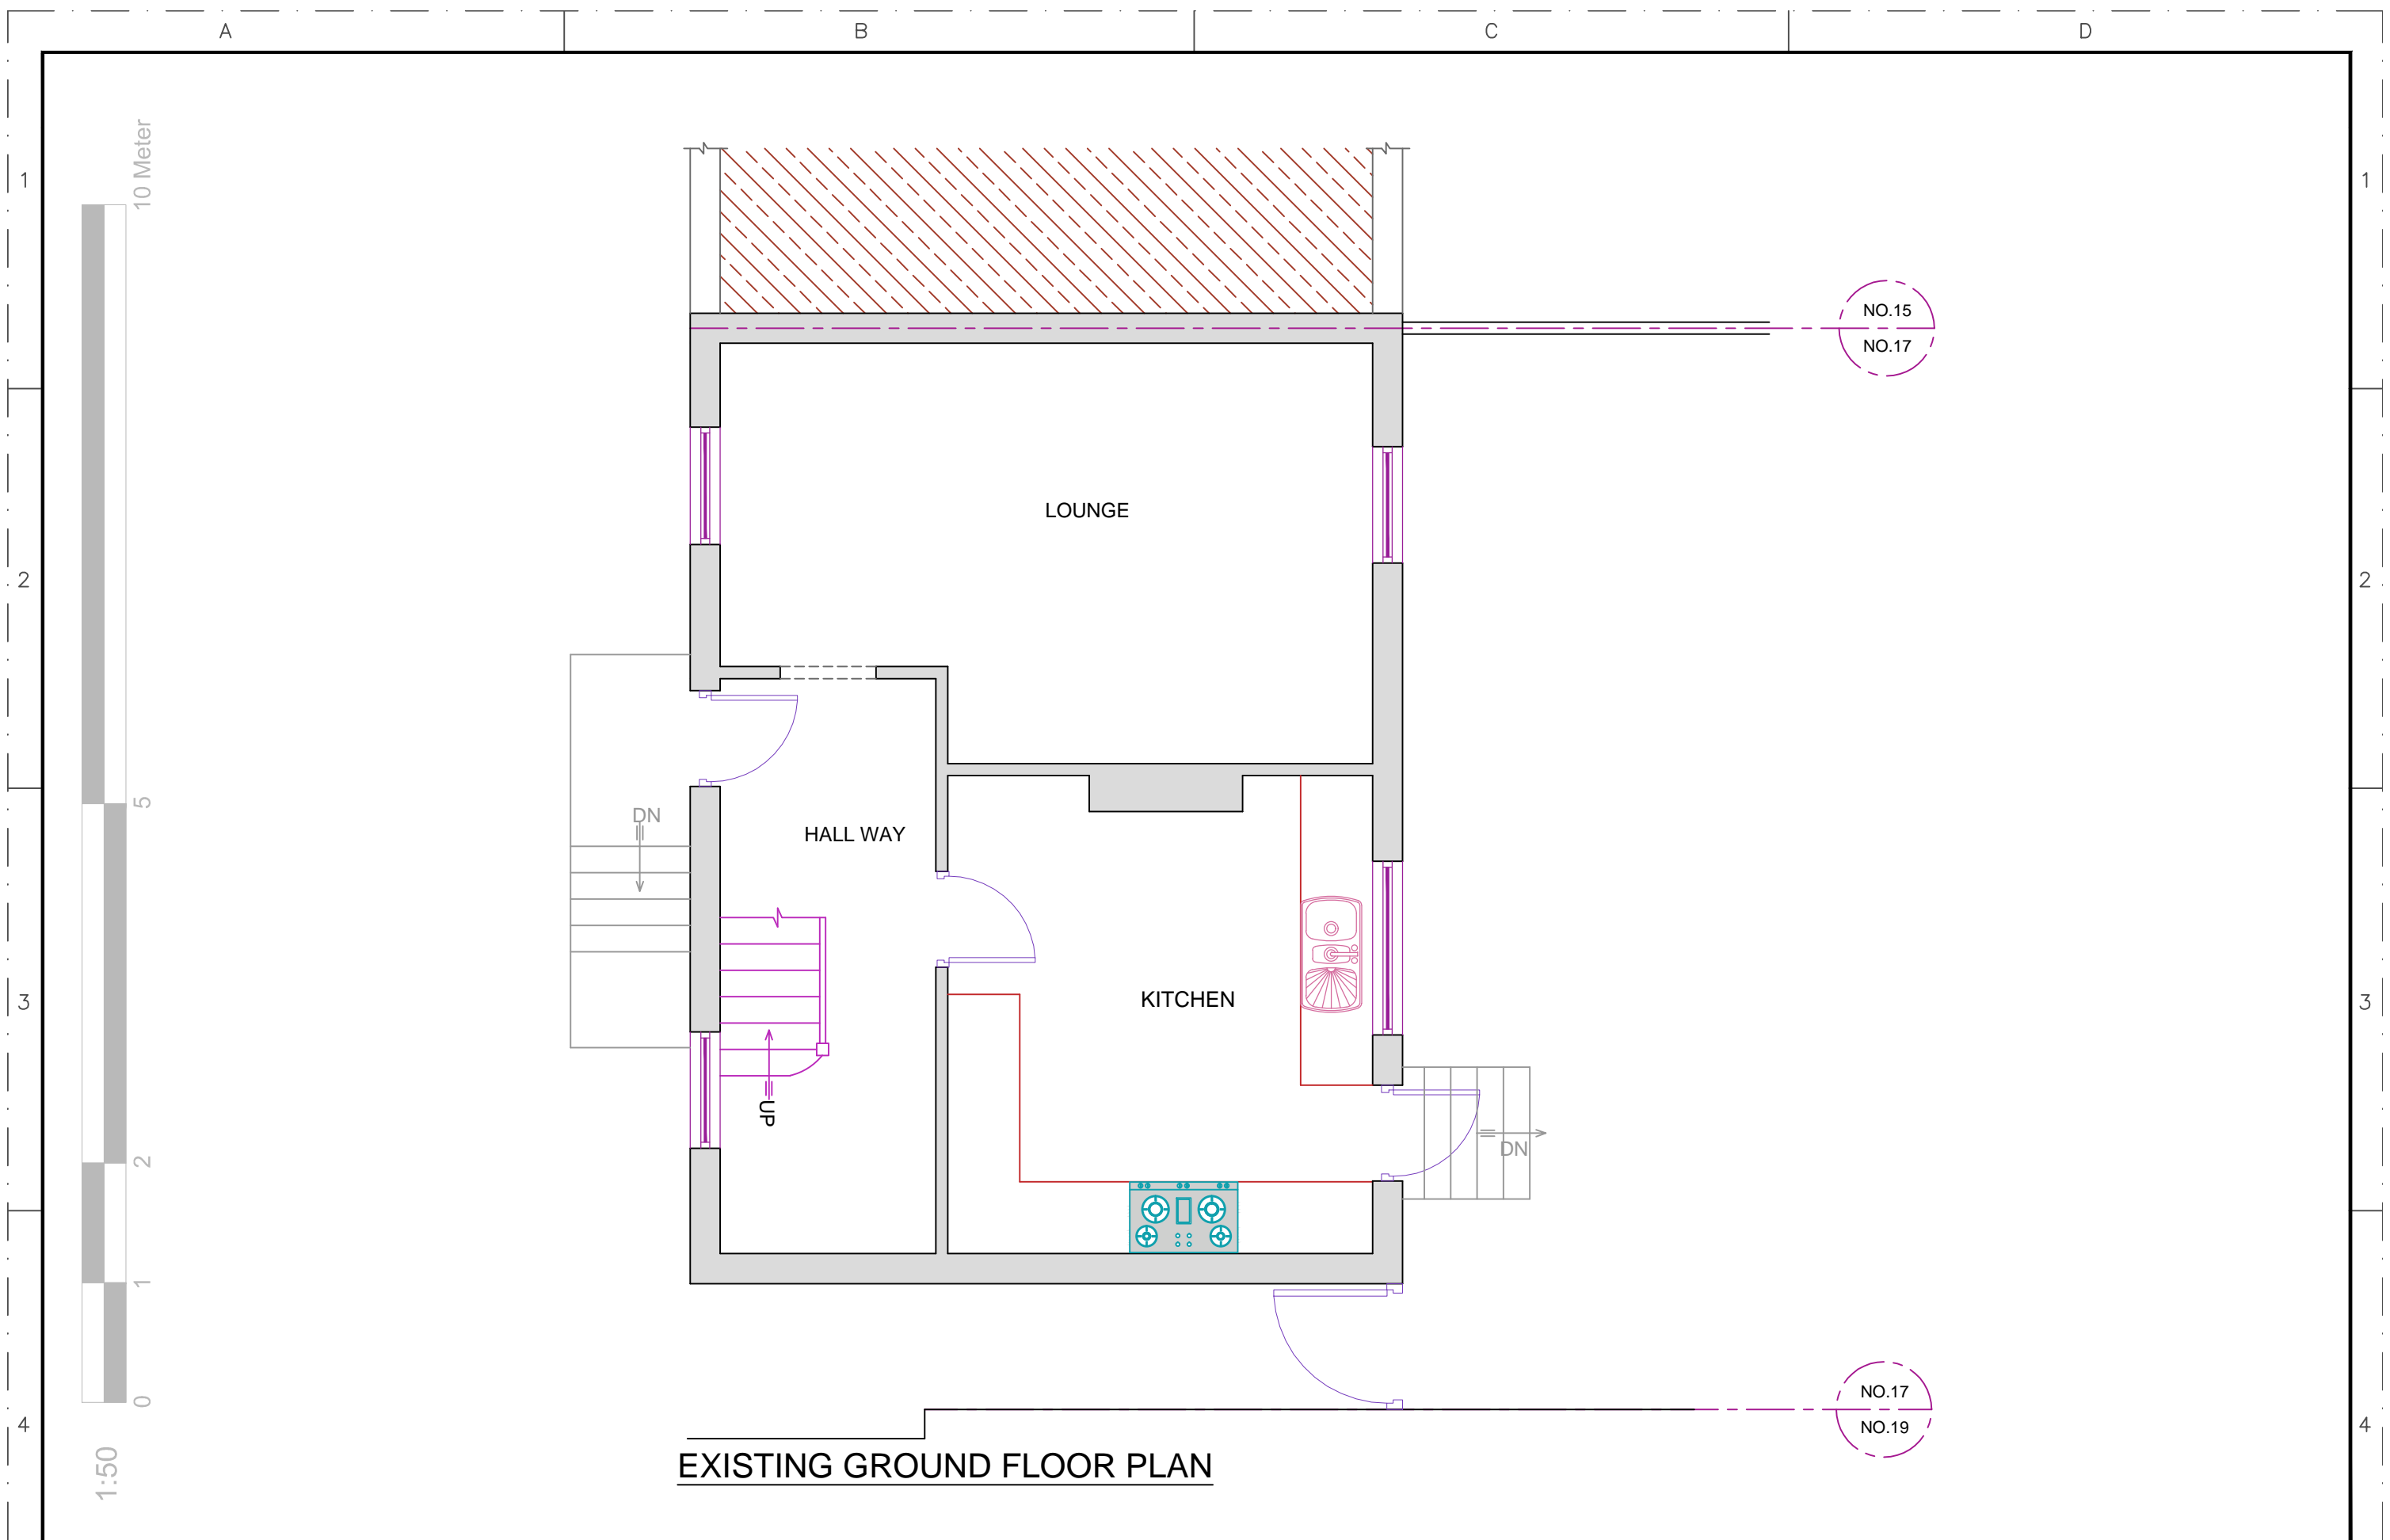 A B C D
10 Meter
1 1
NO.15
NO.17
LOUNGE
2 2
5
DN
HALL WAY
KITCHEN
3 3
UP
DN
2
1
0
NO.17
NO.19
4 4
1:50
EXISTING GROUND FLOOR PLAN